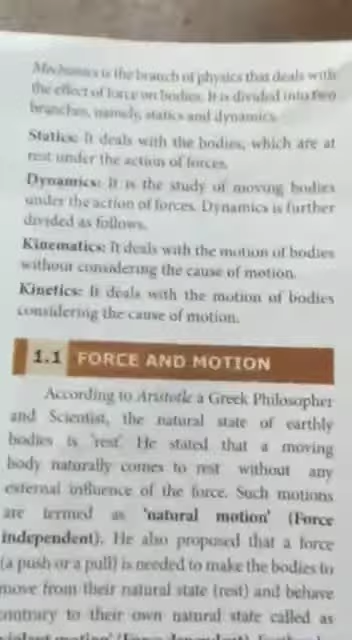 Mechanics is the branch of physics that deals with
the effect of force on bodies. It is divided into two
branches, namely, statics and dynamics.
Statics: It deals with the bodies, which are at
rest under the action of forces.
Dynamics: It is the study of moving bodies
under the action of forces. Dynamics is further
divided as follows.
Kinematics: It deals with the motion of bodies
without considering the cause of motion.
Kinetics: It deals with the motion of bodies
considering the cause of motion.
1.1 FORCE AND MOTION
According to Aristotle a Greek Philosopher
and Scientist, the natural state of earthly
bodies is 'rest'. He stated that a moving
body naturally comes to rest without any
external influence of the force. Such motions
are termed as 'natural motion' (Force
independent). He also proposed that a force
(a push or a pull) is needed to make the bodies to
move from their natural state (rest) and behave
contrary to their own natural state called as
'violent motion' (Force dependent)